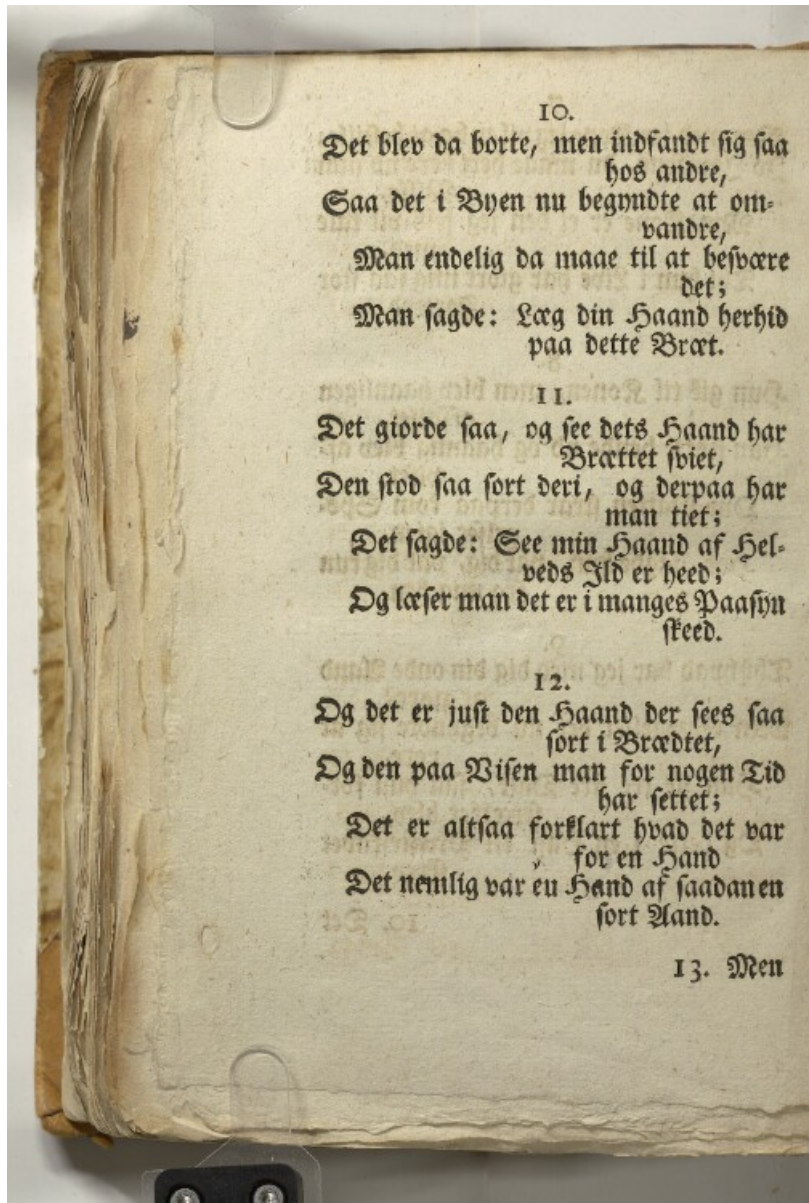 10.
Det blev da borte, men indfandt sig saa
hos andre,
Saa det i Byen nu begyndte at om-
vandre,
Man endelig da maae til at besvære
det;
Man sagde: Læg din Haand herhid
paa dette Bræt.
11.
Det giorde saa, og see dets Haand har
Brættet sviet,
Den stod saa sort deri, og derpaa har
man tiet;
Det sagde: See min Haand af Hel-
veds Ild er heed;
Og læser man det er i manges Paasyn
skeed.
12.
Og det er just den Haand der sees saa
sort i Brædtet,
Og den paa Visen man for nogen Tid
har settet;
Det er altsaa forklart hvad det var
for en Hand
Det nemlig var eu Hand af saadan en
sort Aand.
13. Men